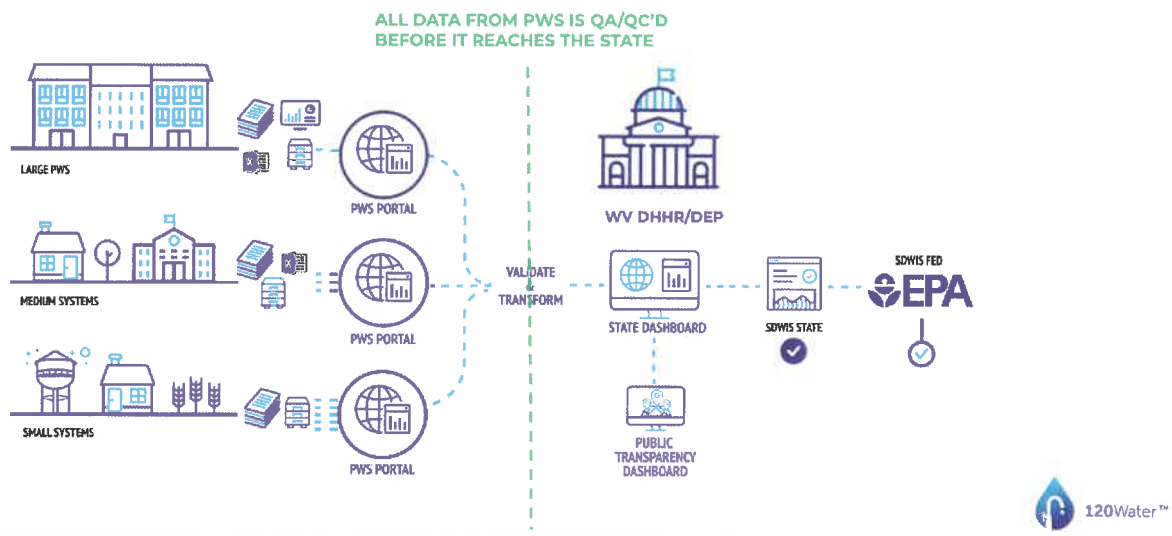 ALL DATA FROM PWS IS QA/QC'D
BEFORE IT REACHES THE STATE
LARGE PWS
PWS PORTAL
WV DHHR/DEP
MEDIUM SYSTEMS
PWS PORTAL
VALIDATE
&
TRANSFORM
STATE DASHBOARD
SDWIS STATE
SDWIS FED
EPA
SMALL SYSTEMS
PWS PORTAL
PUBLIC
TRANSPARENCY
DASHBOARD
120Water™